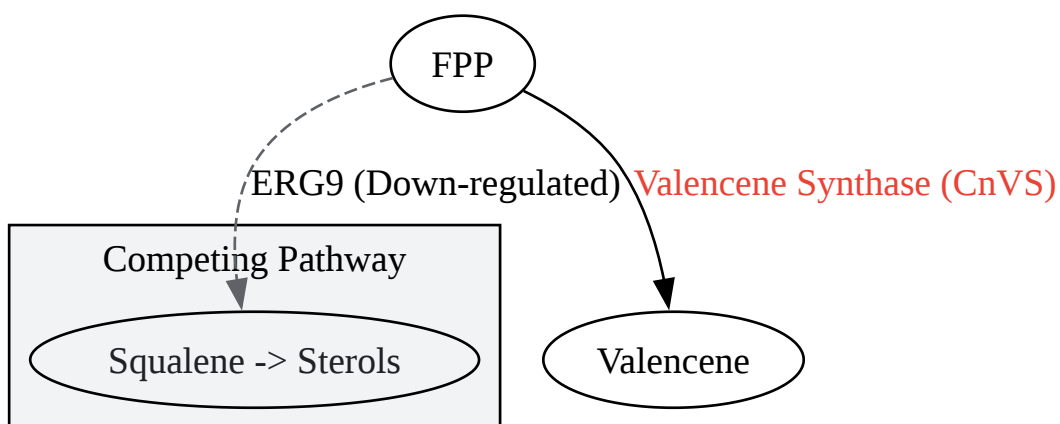 FPP
ERG9 (Down-regulated)
Valencene Synthase (CnVS)
Competing Pathway
Squalene -> Sterols
Valencene